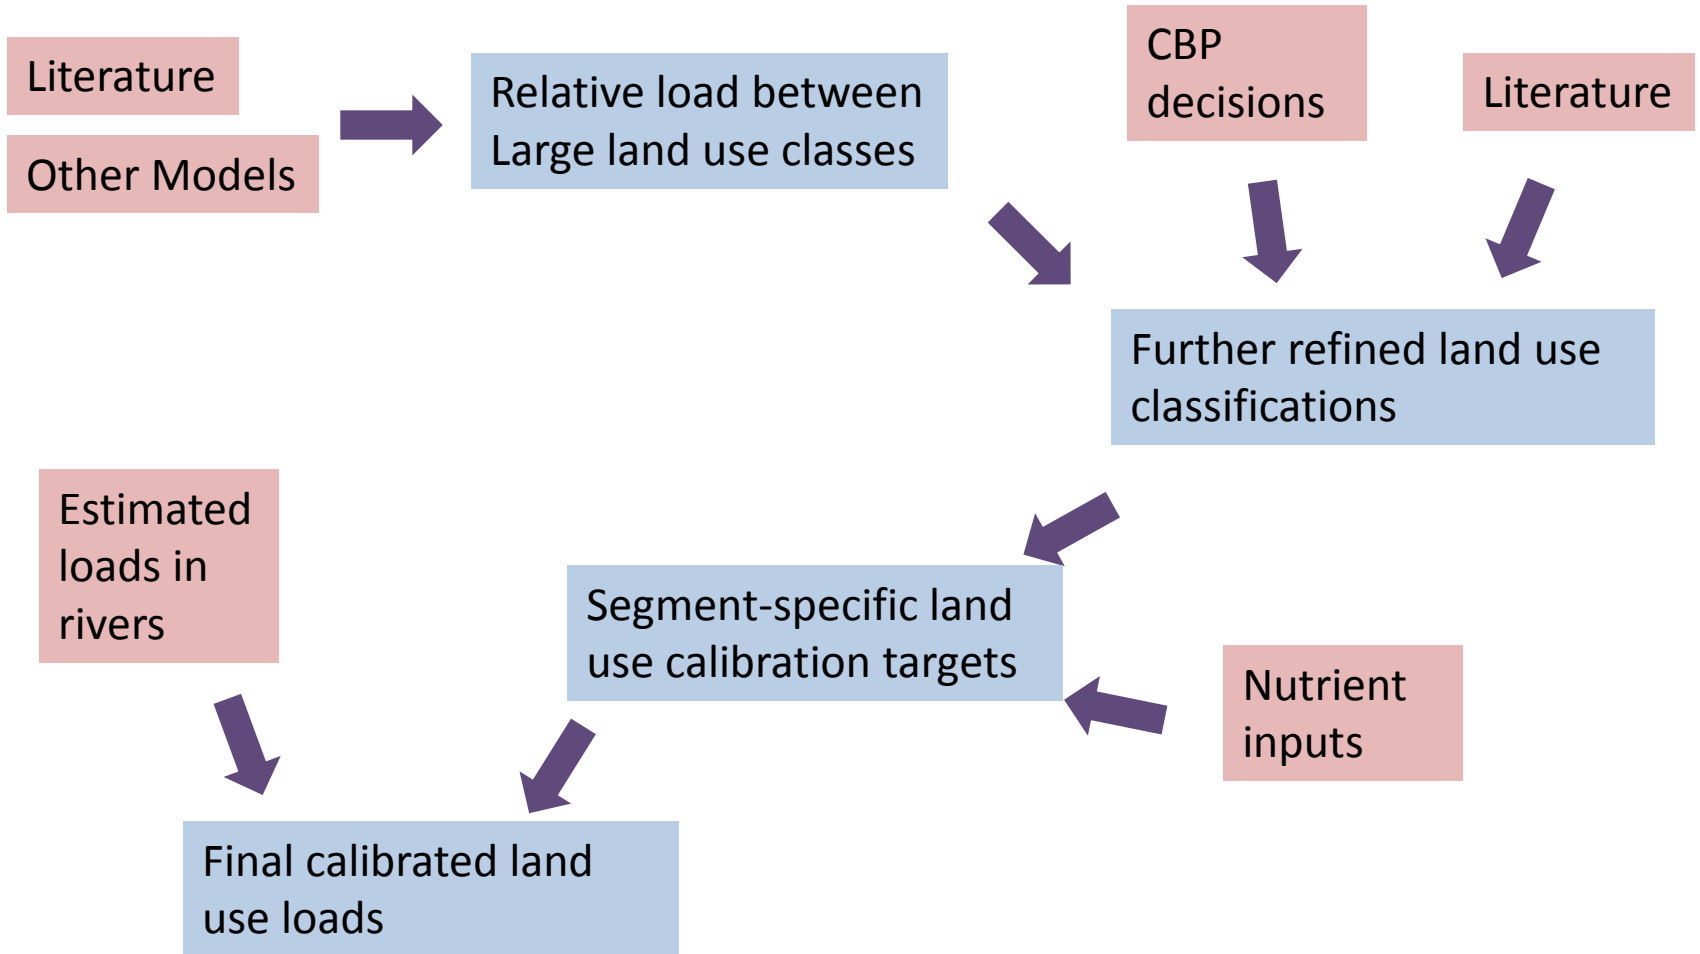 Literature
Other Models
Relative load between
Large land use classes
CBP
decisions
Literature
Further refined land use
classifications
Estimated
loads in
rivers
Segment-specific land
use calibration targets
Nutrient
inputs
Final calibrated land
use loads